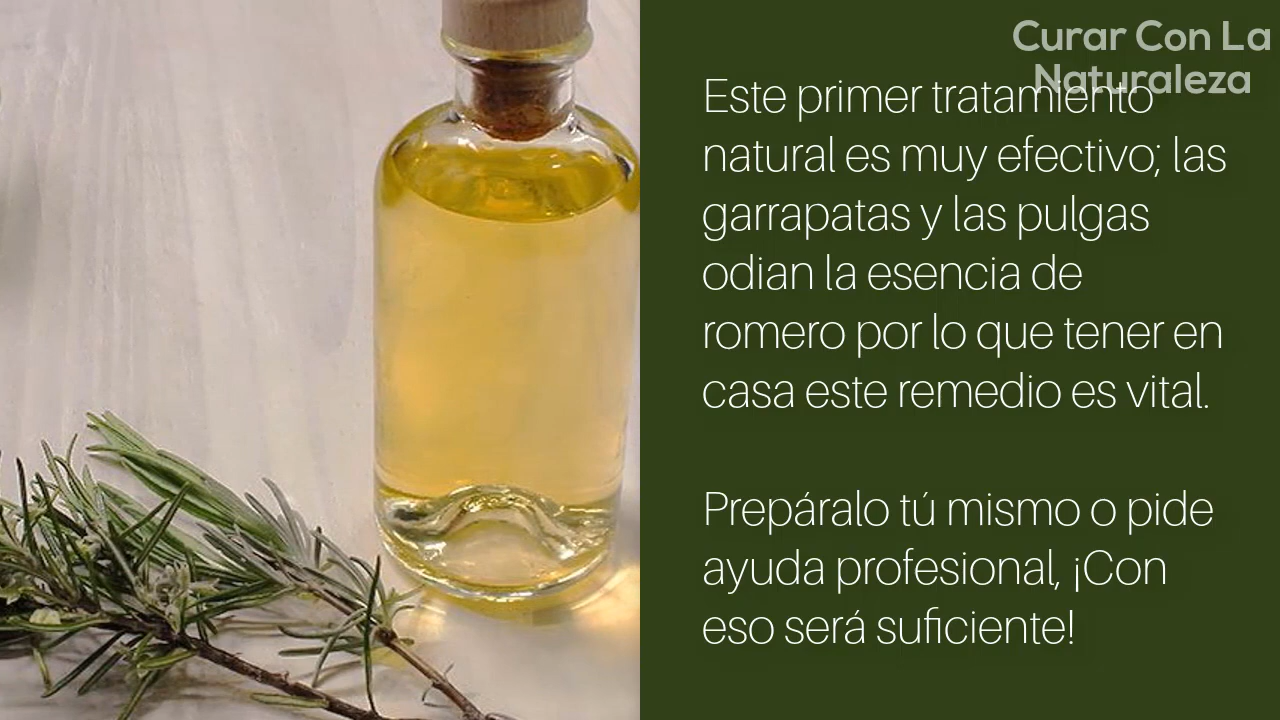 Curar Con La
Naturaleza
Este primer tratamiento
natural es muy efectivo; las
garrapatas y las pulgas
odian la esencia de
romero por lo que tener en
casa este remedio es vital.
Prepáralo tú mismo o pide
ayuda profesional, ¡Con
eso será suficiente!